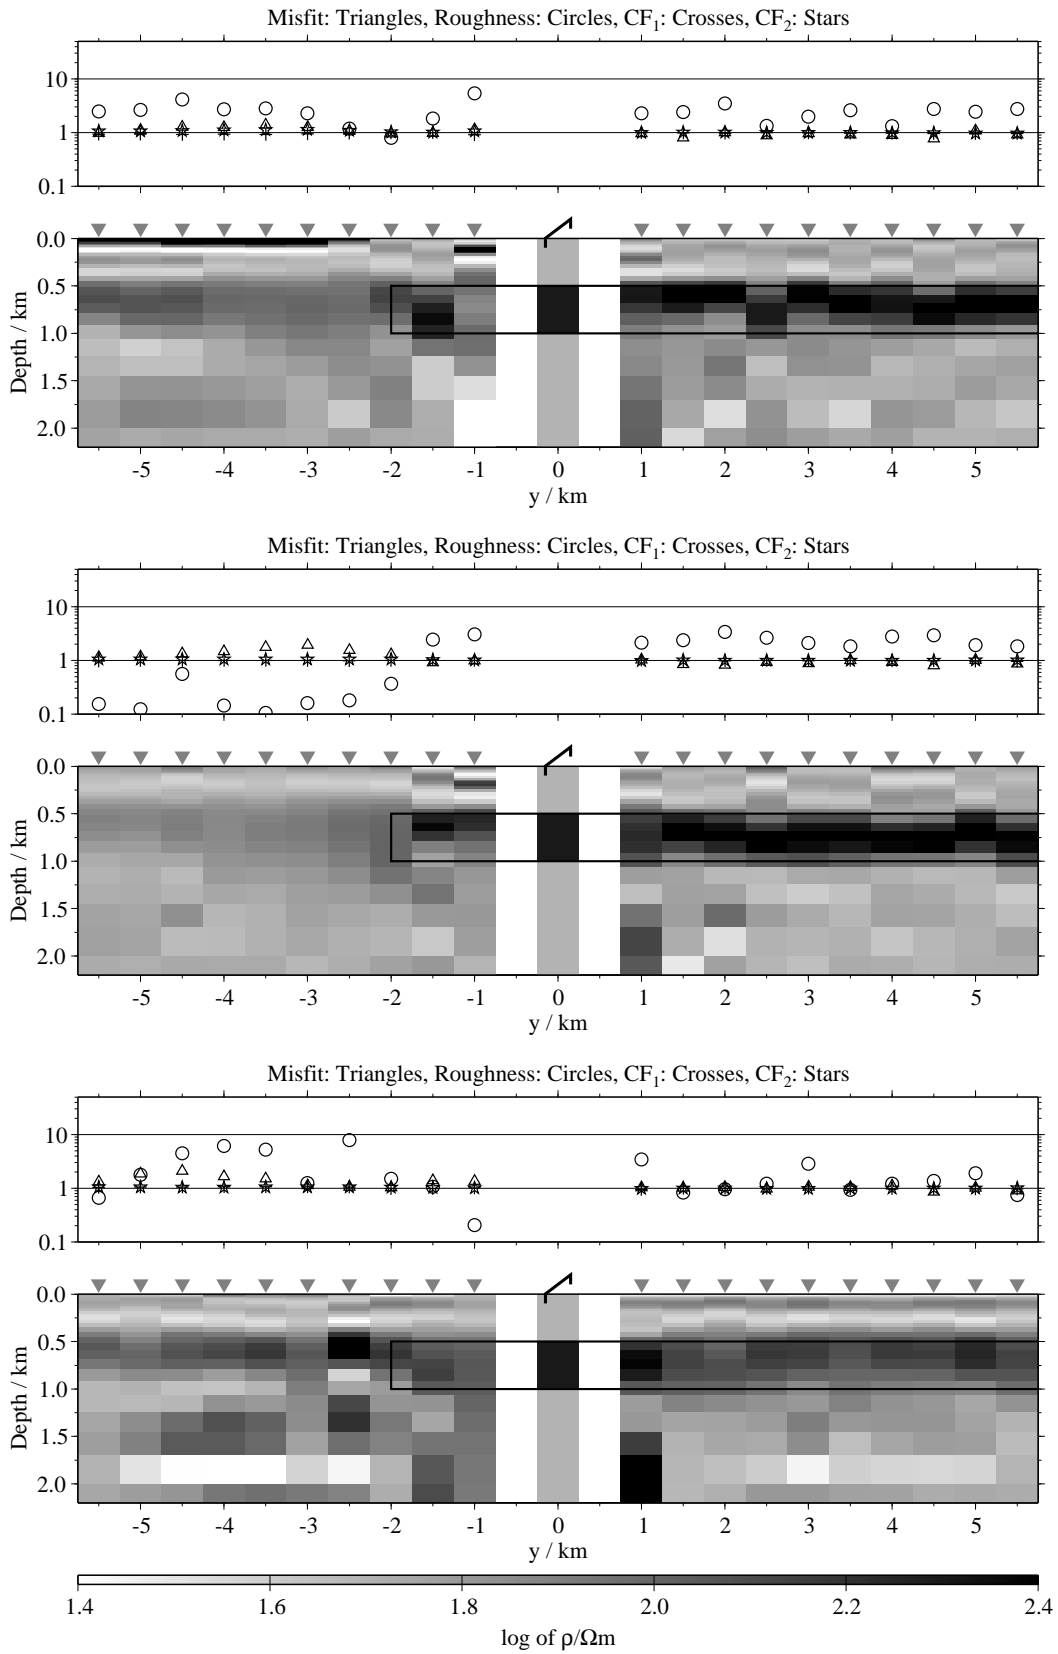 Misfit: Triangles, Roughness: Circles, CF₁: Crosses, CF₂: Stars
10
1
0.1
0.0
0.5
1.0
1.5
2.0
Depth / km
-5 -4 -3 -2 -1 0 1 2 3 4 5
y / km
Misfit: Triangles, Roughness: Circles, CF₁: Crosses, CF₂: Stars
10
1
0.1
0.0
0.5
1.0
1.5
2.0
Depth / km
-5 -4 -3 -2 -1 0 1 2 3 4 5
y / km
Misfit: Triangles, Roughness: Circles, CF₁: Crosses, CF₂: Stars
10
1
0.1
0.0
0.5
1.0
1.5
2.0
Depth / km
-5 -4 -3 -2 -1 0 1 2 3 4 5
y / km
1.4 1.6 1.8 2.0 2.2 2.4
log of ρ/Ωm